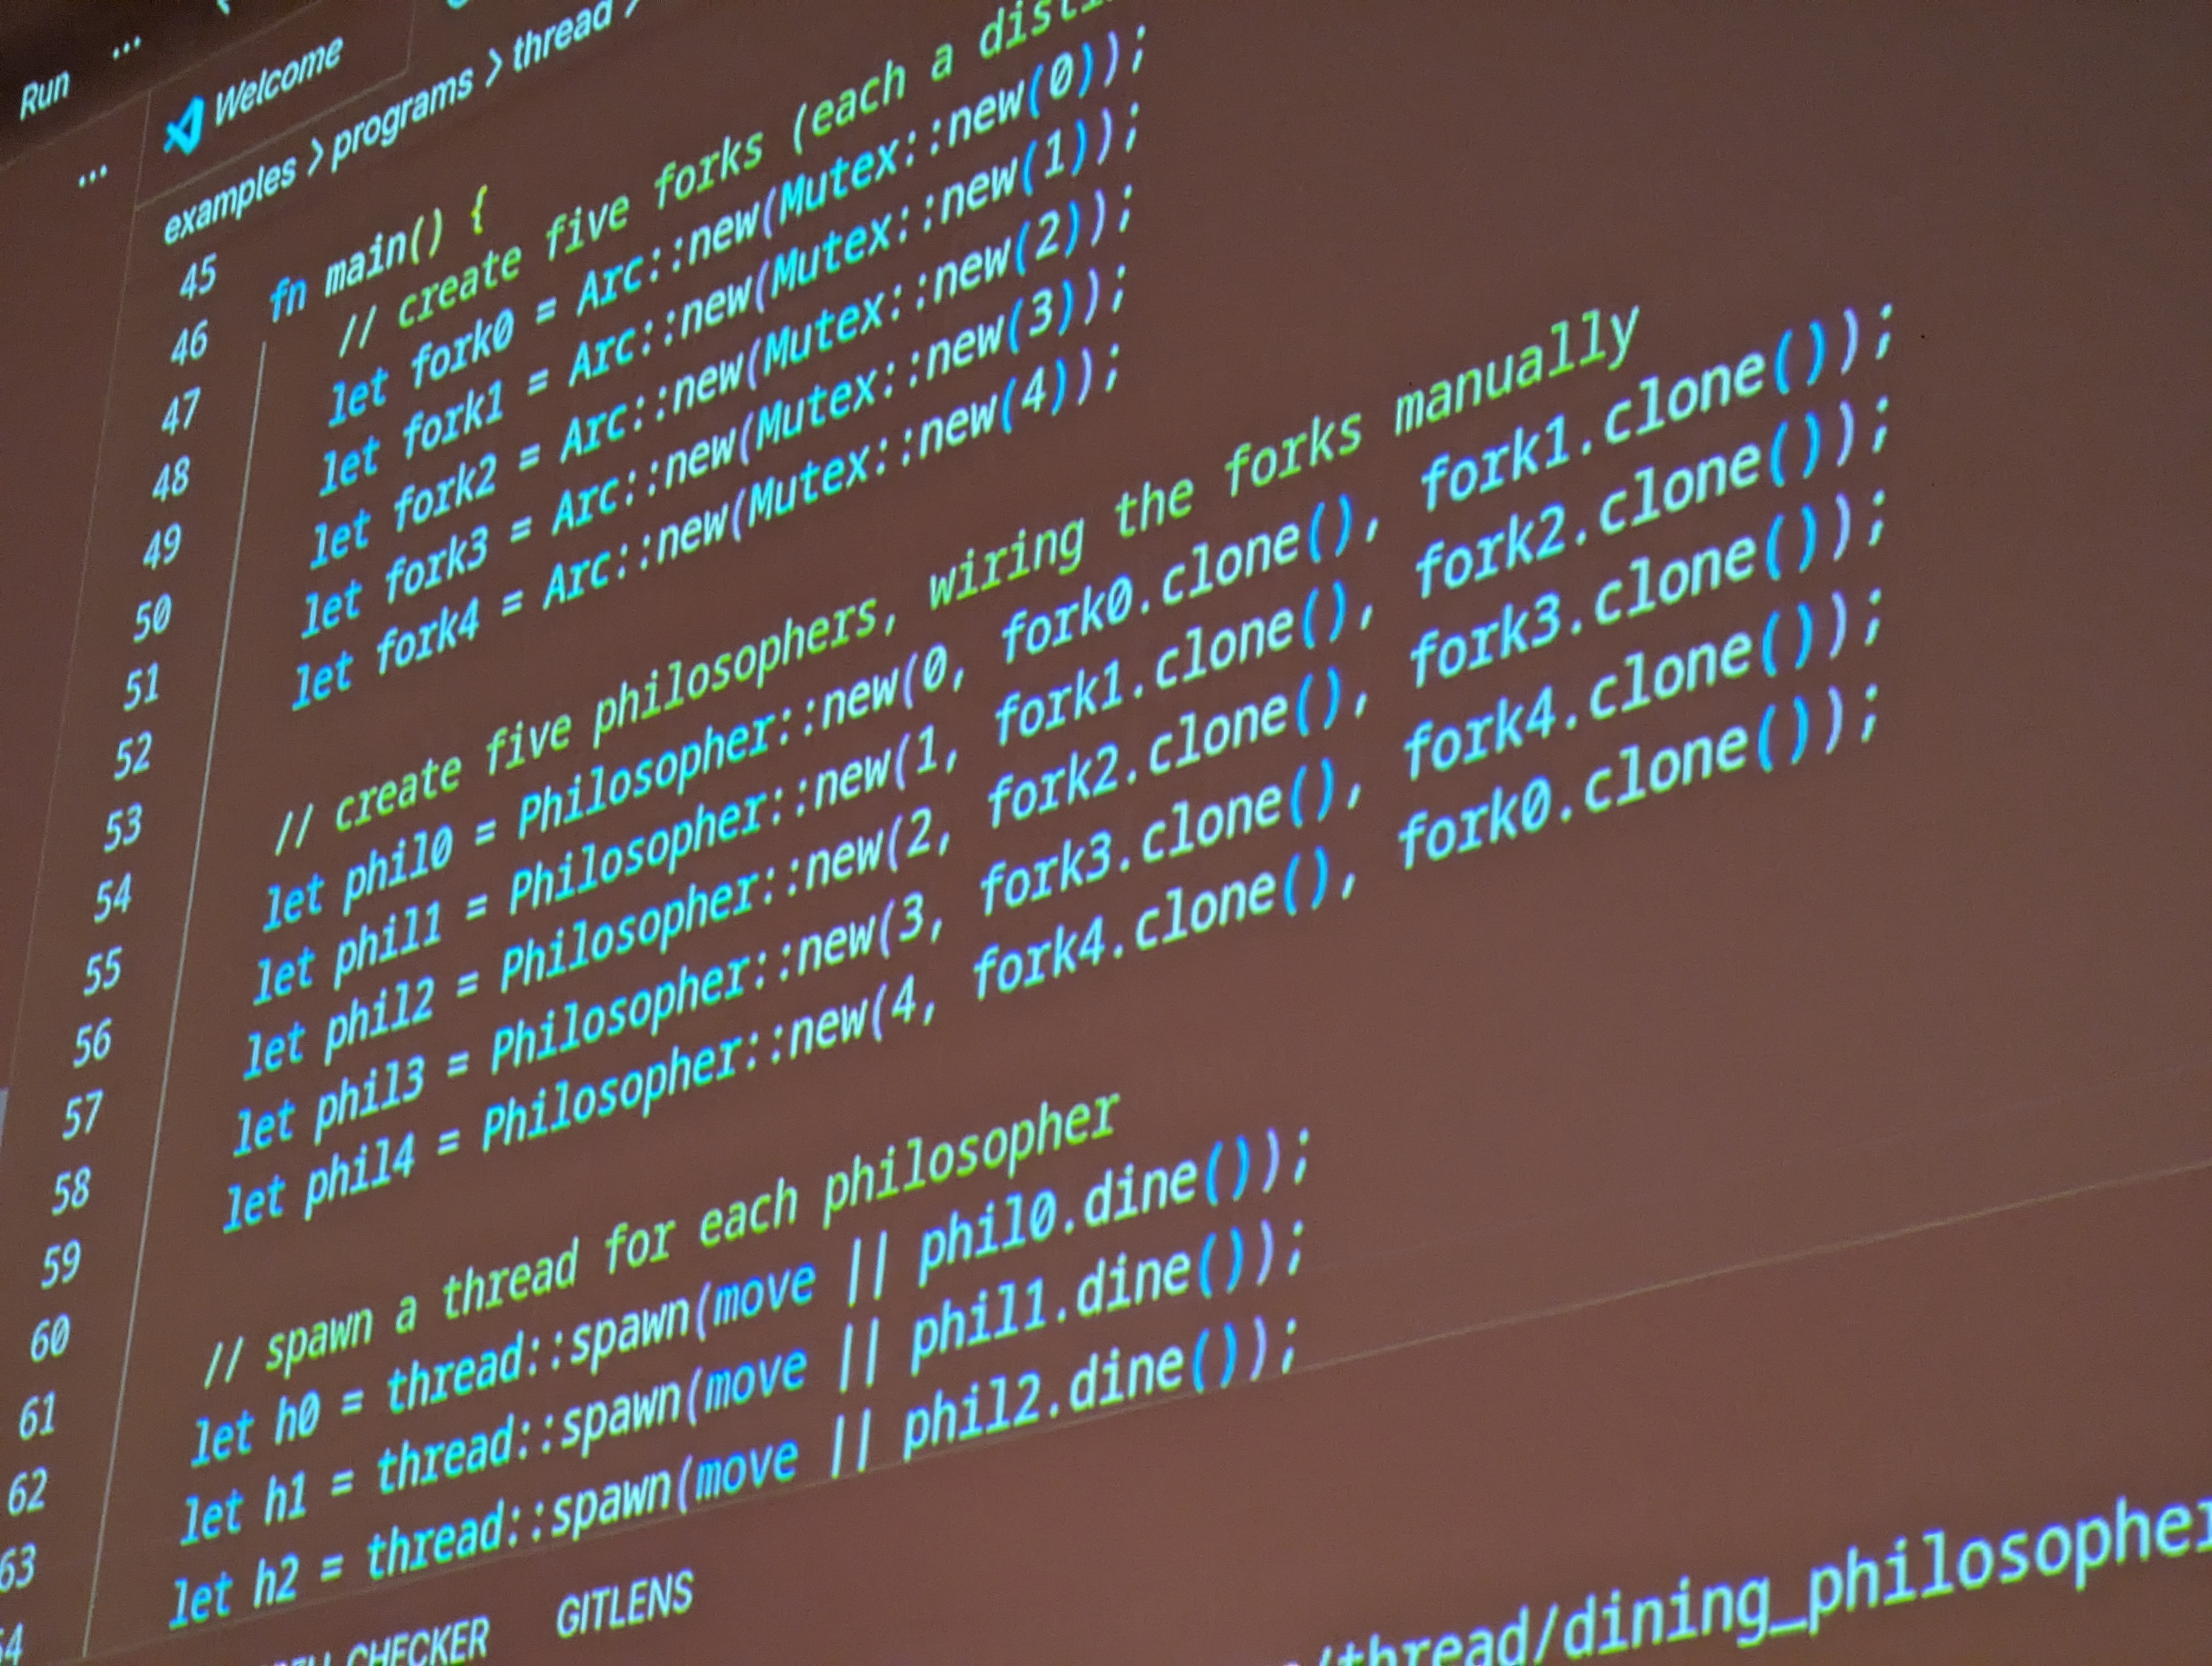 Run ...
Welcome
...
examples > programs > thread >
45
46 fn main() {
47 // create five forks (each a
48 let fork0 = Arc::new(Mutex::new(0));
49 let fork1 = Arc::new(Mutex::new(1));
50 let fork2 = Arc::new(Mutex::new(2));
51 let fork3 = Arc::new(Mutex::new(3));
52 let fork4 = Arc::new(Mutex::new(4));
53
54 // create five philosophers, wiring the forks manually
55 let phil0 = Philosopher::new(0, fork0.clone(), fork1.clone());
56 let phil1 = Philosopher::new(1, fork1.clone(), fork2.clone());
57 let phil2 = Philosopher::new(2, fork2.clone(), fork3.clone());
58 let phil3 = Philosopher::new(3, fork3.clone(), fork4.clone());
59 let phil4 = Philosopher::new(4, fork4.clone(), fork0.clone());
60
61 // spawn a thread for each philosopher
62 let h0 = thread::spawn(move || phil0.dine());
63 let h1 = thread::spawn(move || phil1.dine());
64 let h2 = thread::spawn(move || phil2.dine());
CHECKER GITLENS
/thread/dining_philosopher